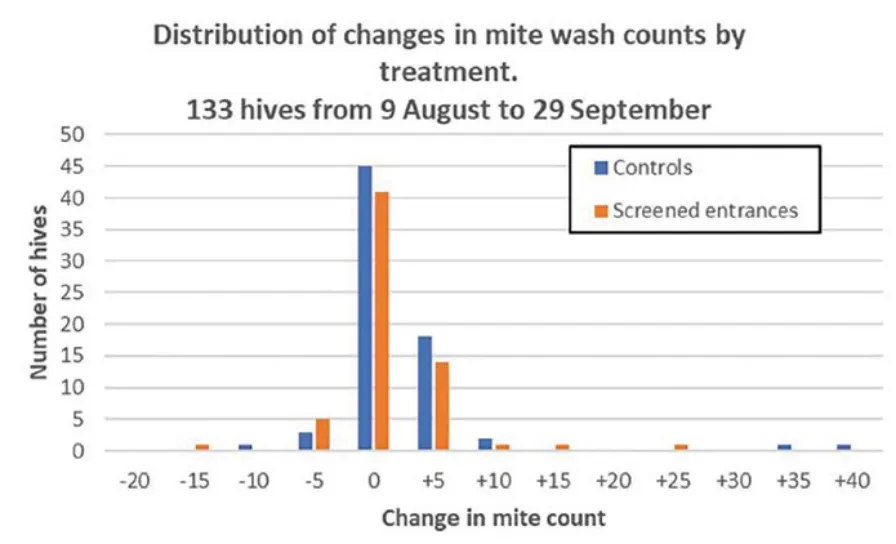 Distribution of changes in mite wash counts by
treatment.
133 hives from 9 August to 29 September
50
45
40
35
30
25
20
15
10
5
0
Number of hives
Controls
Screened entrances
-20 -15 -10 -5 0 +5 +10 +15 +20 +25 +30 +35 +40
Change in mite count